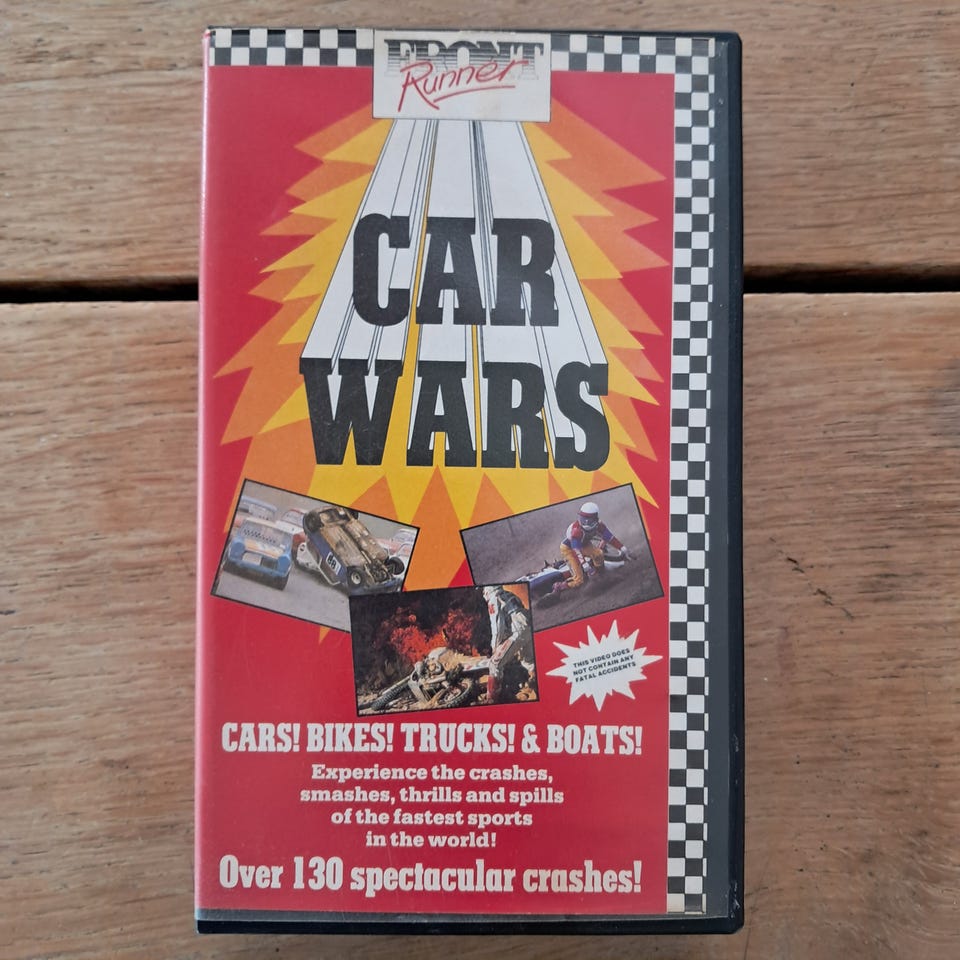 FRONT
Runner
CAR
WARS
THIS VIDEO DOES
NOT CONTAIN ANY
FATAL ACCIDENTS
CARS! BIKES! TRUCKS! & BOATS!
Experience the crashes,
smashes, thrills and spills
of the fastest sports
in the world!
Over 130 spectacular crashes!